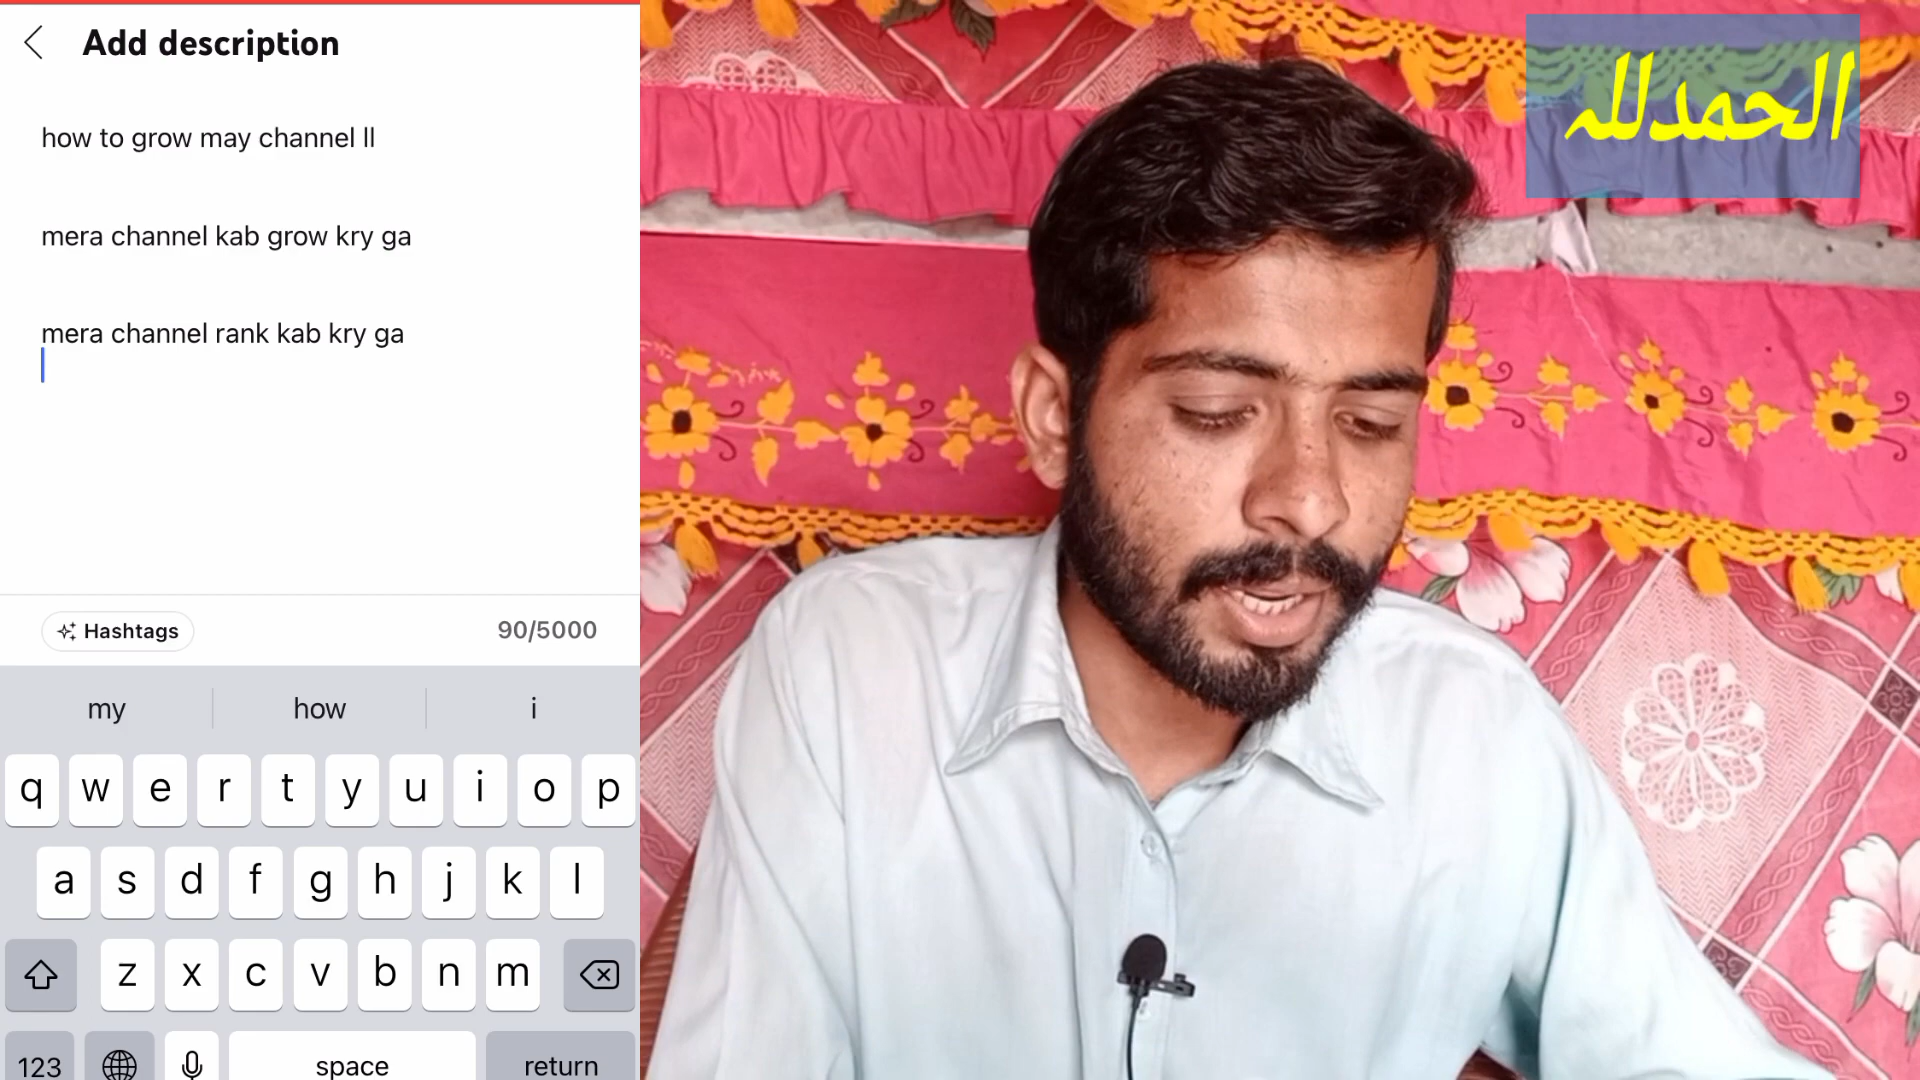 Add description
how to grow may channel ll
mera channel kab grow kry ga
mera channel rank kab kry ga
Hashtags
90/5000
my how i
q w e r t y u i o p
a s d f g h j k l
z x c v b n m
123 space return
الحمدللہ